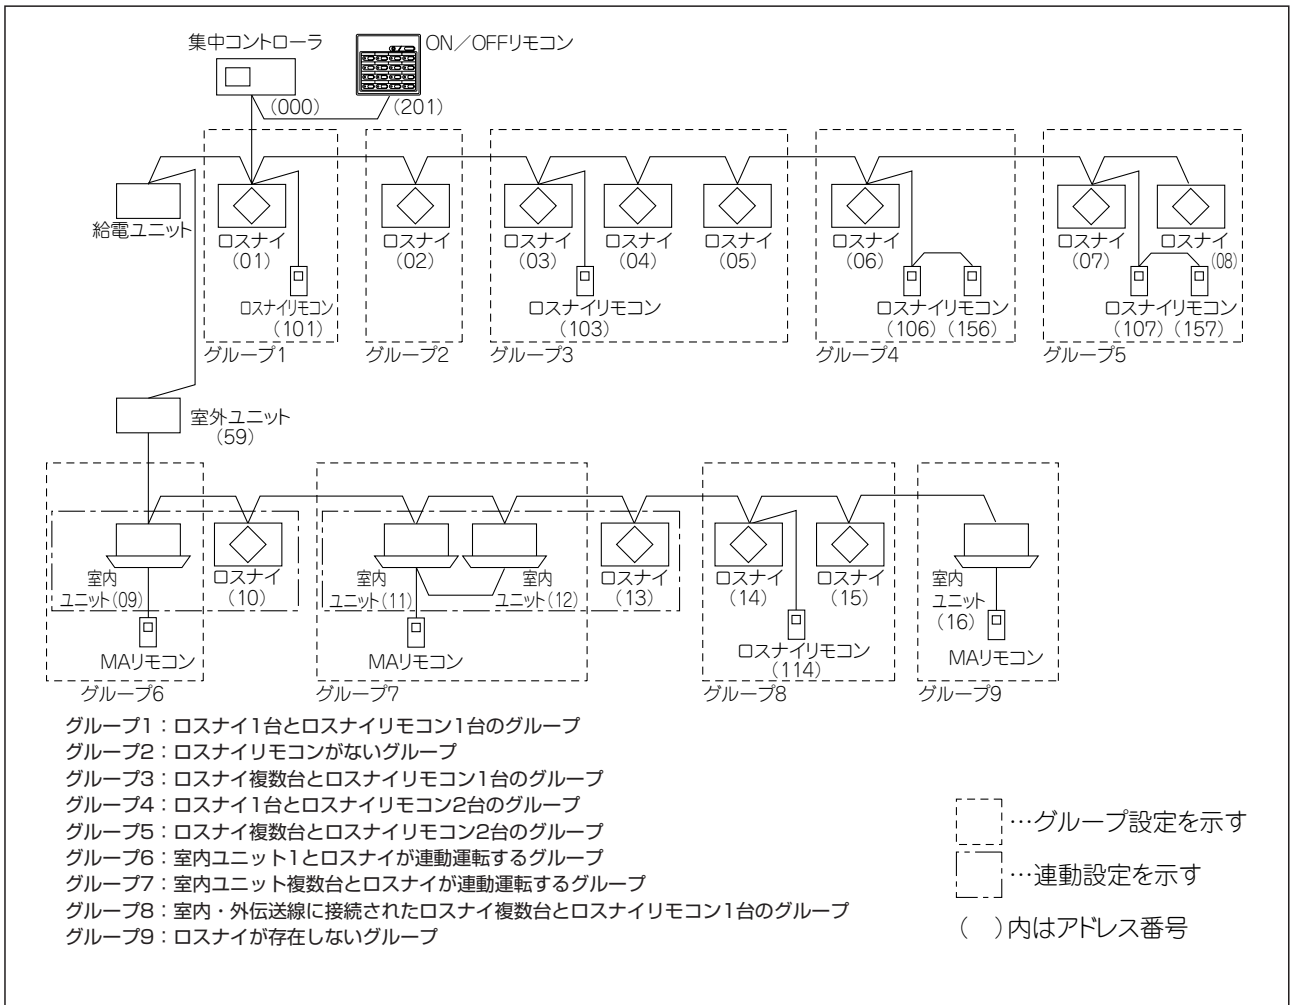 集中コントローラ
ON／OFFリモコン
(000)
(201)
給電ユニット
ロスナイ
(01)
ロスナイリモコン
(101)
グループ1
ロスナイ
(02)
グループ2
ロスナイ
(03)
ロスナイ
(04)
ロスナイ
(05)
ロスナイリモコン
(103)
グループ3
ロスナイ
(06)
ロスナイリモコン
(106) (156)
グループ4
ロスナイ
(07)
ロスナイ
(08)
ロスナイリモコン
(107) (157)
グループ5
室外ユニット
(59)
室内
ユニット(09)
ロスナイ
(10)
MAリモコン
グループ6
室内
ユニット(11)
室内
ユニット(12)
ロスナイ
(13)
MAリモコン
グループ7
ロスナイ
(14)
ロスナイ
(15)
ロスナイリモコン
(114)
グループ8
室内
ユニット
(16)
MAリモコン
グループ9
グループ1：ロスナイ1台とロスナイリモコン1台のグループ
グループ2：ロスナイリモコンがないグループ
グループ3：ロスナイ複数台とロスナイリモコン1台のグループ
グループ4：ロスナイ1台とロスナイリモコン2台のグループ
グループ5：ロスナイ複数台とロスナイリモコン2台のグループ
グループ6：室内ユニット1とロスナイが連動運転するグループ
グループ7：室内ユニット複数台とロスナイが連動運転するグループ
グループ8：室内・外伝送線に接続されたロスナイ複数台とロスナイリモコン1台のグループ
グループ9：ロスナイが存在しないグループ
…グループ設定を示す
…連動設定を示す
(　)内はアドレス番号